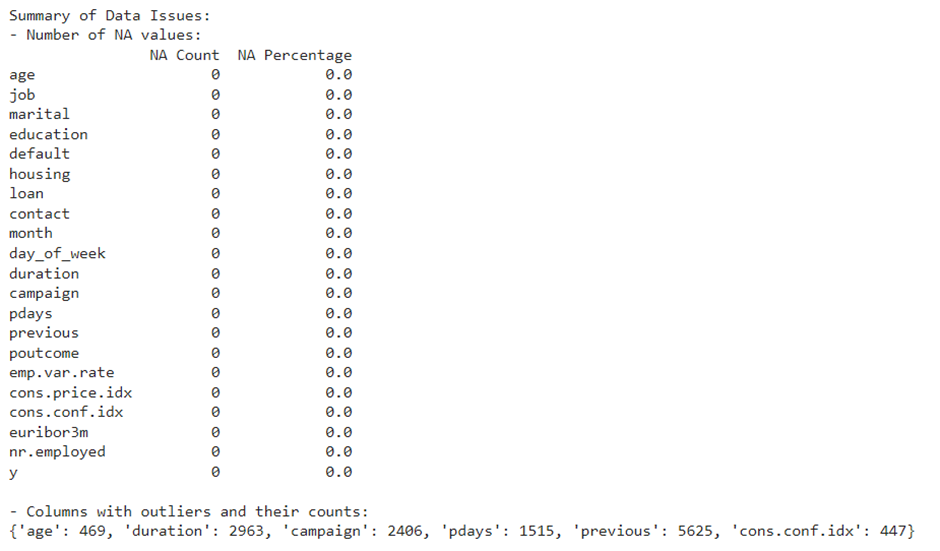 Summary of Data Issues:
- Number of NA values:
NA Count NA Percentage
age 0 0.0
job 0 0.0
marital 0 0.0
education 0 0.0
default 0 0.0
housing 0 0.0
loan 0 0.0
contact 0 0.0
month 0 0.0
day_of_week 0 0.0
duration 0 0.0
campaign 0 0.0
pdays 0 0.0
previous 0 0.0
poutcome 0 0.0
emp.var.rate 0 0.0
cons.price.idx 0 0.0
cons.conf.idx 0 0.0
euribor3m 0 0.0
nr.employed 0 0.0
y 0 0.0
- Columns with outliers and their counts:
{'age': 469, 'duration': 2963, 'campaign': 2406, 'pdays': 1515, 'previous': 5625, 'cons.conf.idx': 447}